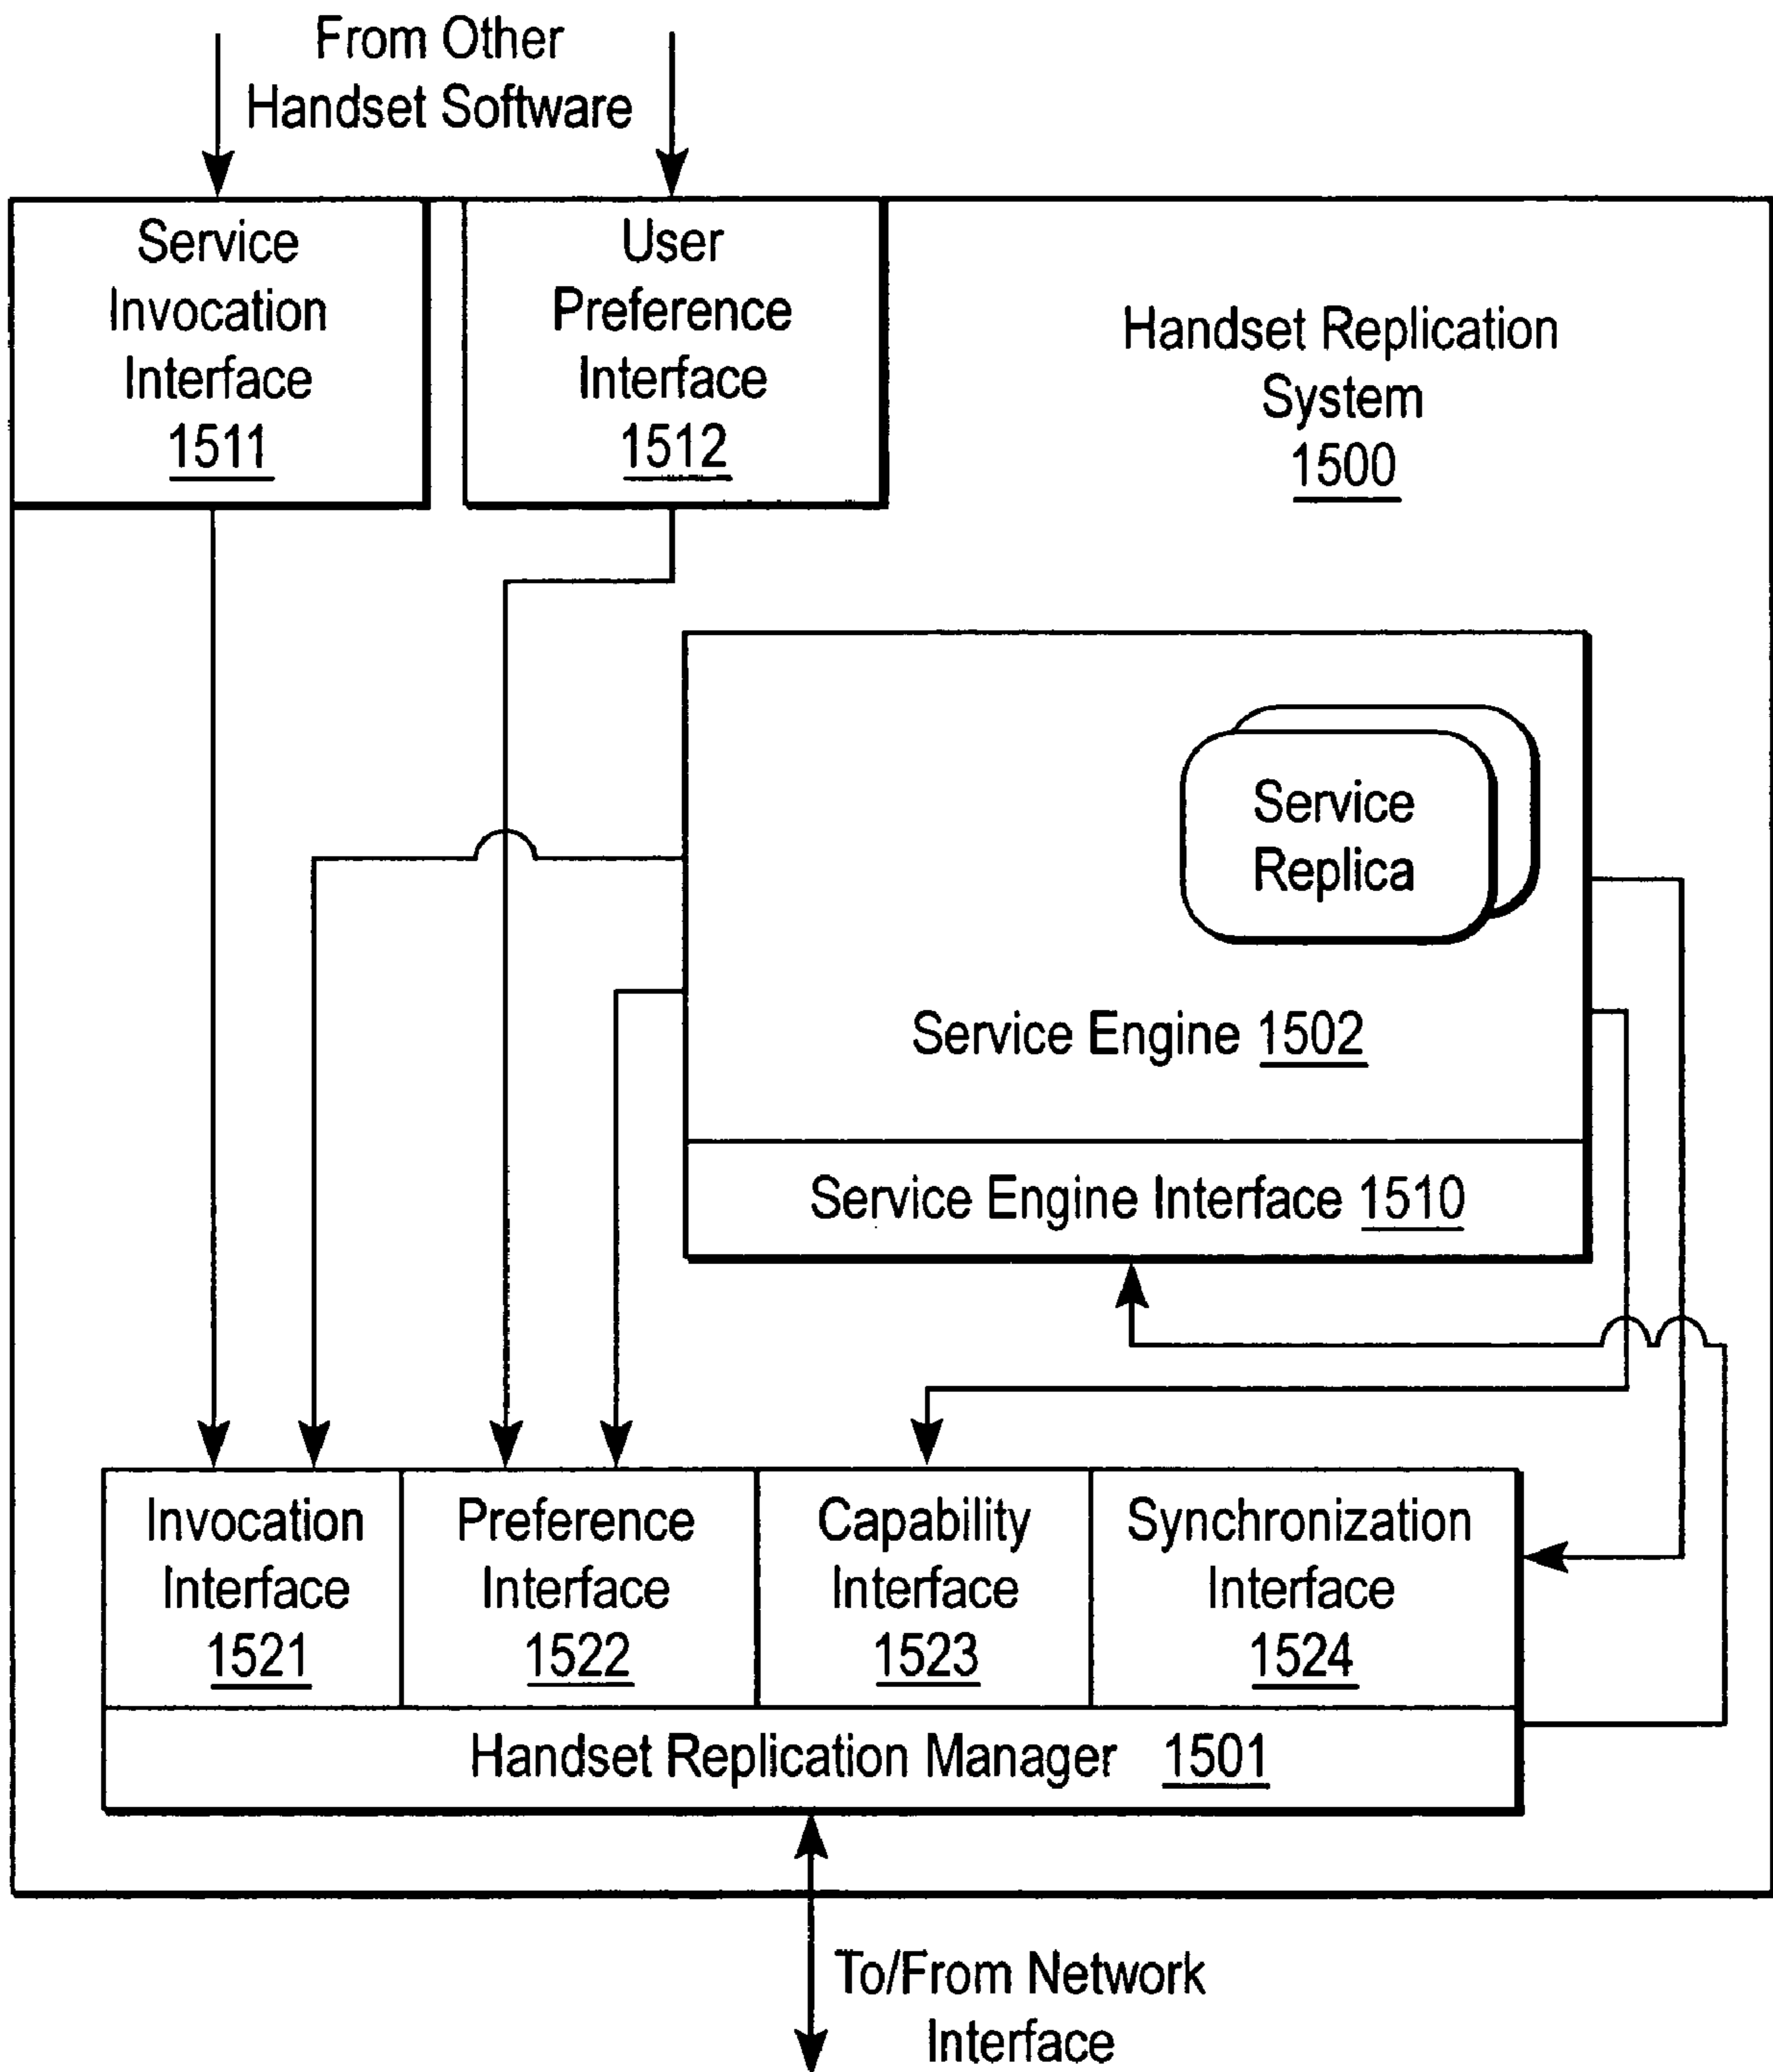 From Other
Handset Software
Service
Invocation
Interface
1511
User
Preference
Interface
1512
Handset Replication
System
1500
Service
Replica
Service Engine 1502
Service Engine Interface 1510
Invocation
Interface
1521
Preference
Interface
1522
Capability
Interface
1523
Synchronization
Interface
1524
Handset Replication Manager 1501
To/From Network
Interface